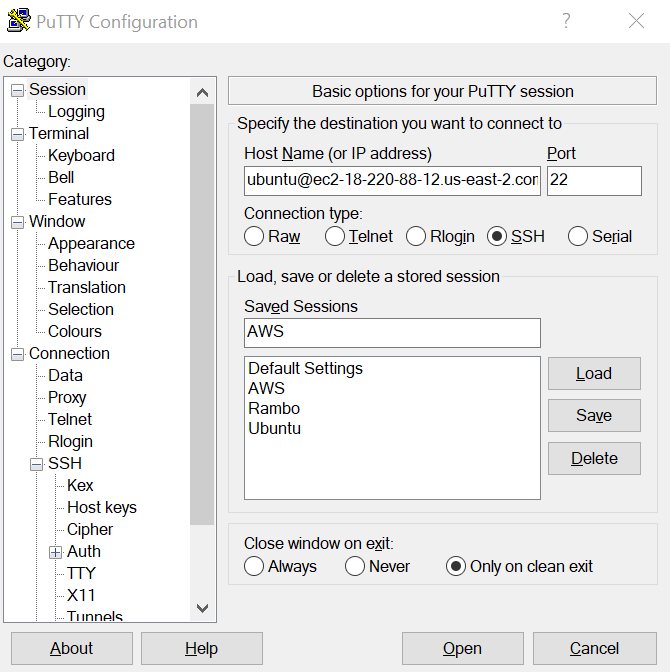 PuTTY Configuration
?
Category:
Session
Logging
Terminal
Keyboard
Bell
Features
Window
Appearance
Behaviour
Translation
Selection
Colours
Connection
Data
Proxy
Telnet
Rlogin
SSH
Kex
Host keys
Cipher
Auth
TTY
X11
Tunnels
Basic options for your PuTTY session
Specify the destination you want to connect to
Host Name (or IP address) Port
ubuntu@ec2-18-220-88-12.us-east-2.com 22
Connection type:
Raw Telnet Rlogin SSH Serial
Load, save or delete a stored session
Saved Sessions
AWS
Default Settings
AWS
Rambo
Ubuntu
Load
Save
Delete
Close window on exit:
Always Never Only on clean exit
About Help Open Cancel